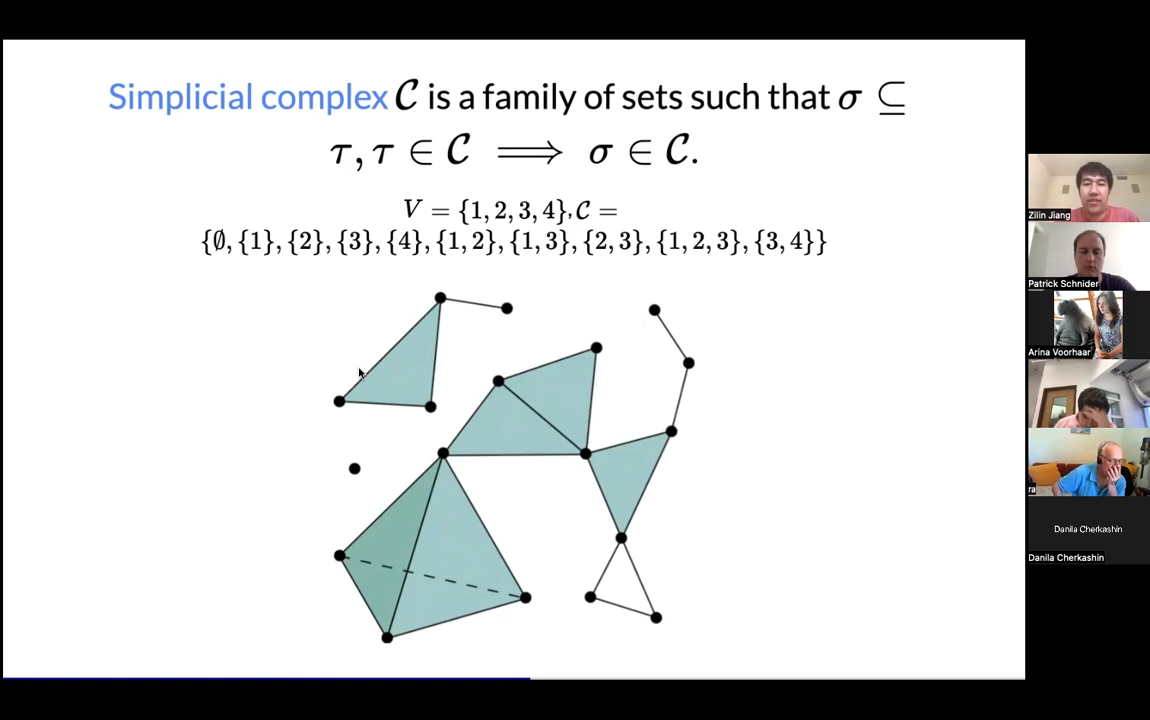 Simplicial complex 𝒞 is a family of sets such that σ ⊆
τ, τ ∈ 𝒞 ⟹ σ ∈ 𝒞.
V = {1, 2, 3, 4}, 𝒞 =
{∅, {1}, {2}, {3}, {4}, {1, 2}, {1, 3}, {2, 3}, {1, 2, 3}, {3, 4}}
Zilin Jiang
Patrick Schnider
Arina Voorhaar
ra
Danila Cherkashin
Danila Cherkashin